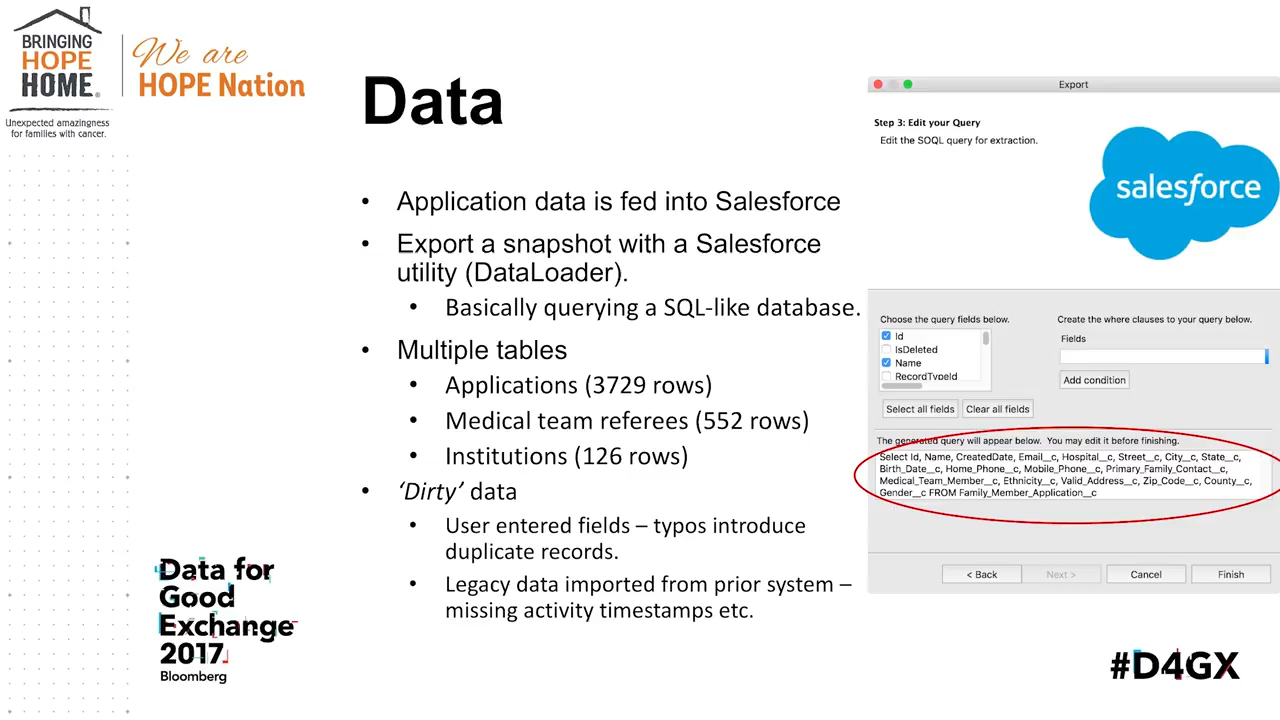 BRINGING
HOPE
HOME®
Unexpected amazingness
for families with cancer.
We are
HOPE Nation
Data
• Application data is fed into Salesforce
• Export a snapshot with a Salesforce
utility (DataLoader).
• Basically querying a SQL-like database.
• Multiple tables
• Applications (3729 rows)
• Medical team referees (552 rows)
• Institutions (126 rows)
• ‘Dirty’ data
• User entered fields – typos introduce
duplicate records.
• Legacy data imported from prior system –
missing activity timestamps etc.
Export
Step 3: Edit your Query
Edit the SOQL query for extraction.
salesforce
Choose the query fields below.
Id
IsDeleted
Name
RecordTypeId
Select all fields
Clear all fields
Create the where clauses to your query below.
Fields
Add condition
The generated query will appear below. You may edit it before finishing.
Select Id, Name, CreatedDate, Email__c, Hospital__c, Street__c, City__c, State__c,
Birth_Date__c, Home_Phone__c, Mobile_Phone__c, Primary_Family_Contact__c,
Medical_Team_Member__c, Ethnicity__c, Valid_Address__c, Zip_Code__c, County__c,
Gender__c FROM Family_Member_Application__c
< Back
Next >
Cancel
Finish
Data for
Good
Exchange
2017
Bloomberg
#D4GX